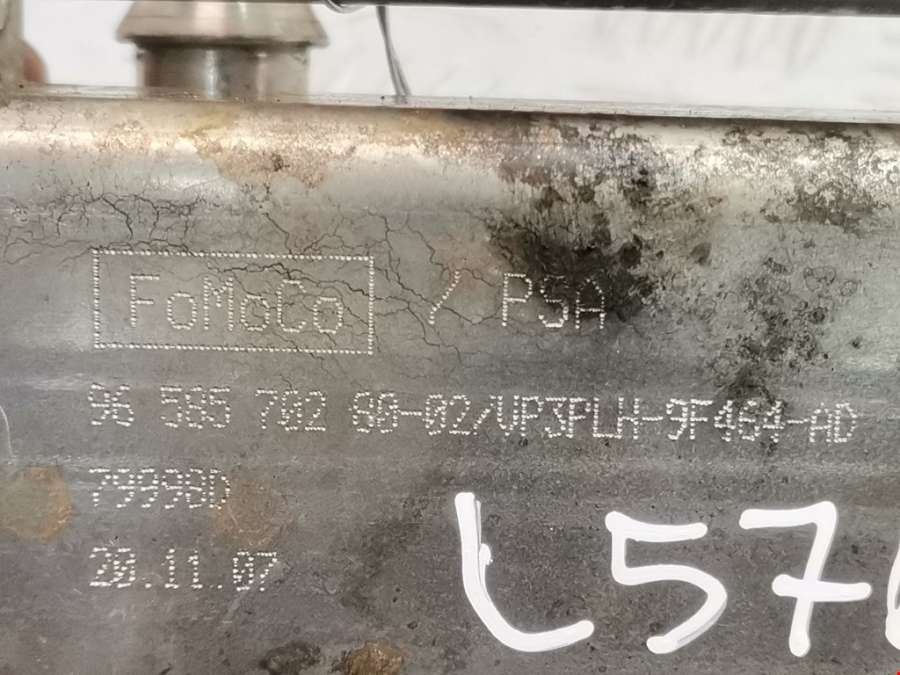 FoMoCo / PSA
96 565 702 80-02/VP3PLH-9F464-AD
79998D
20.11.07
L57